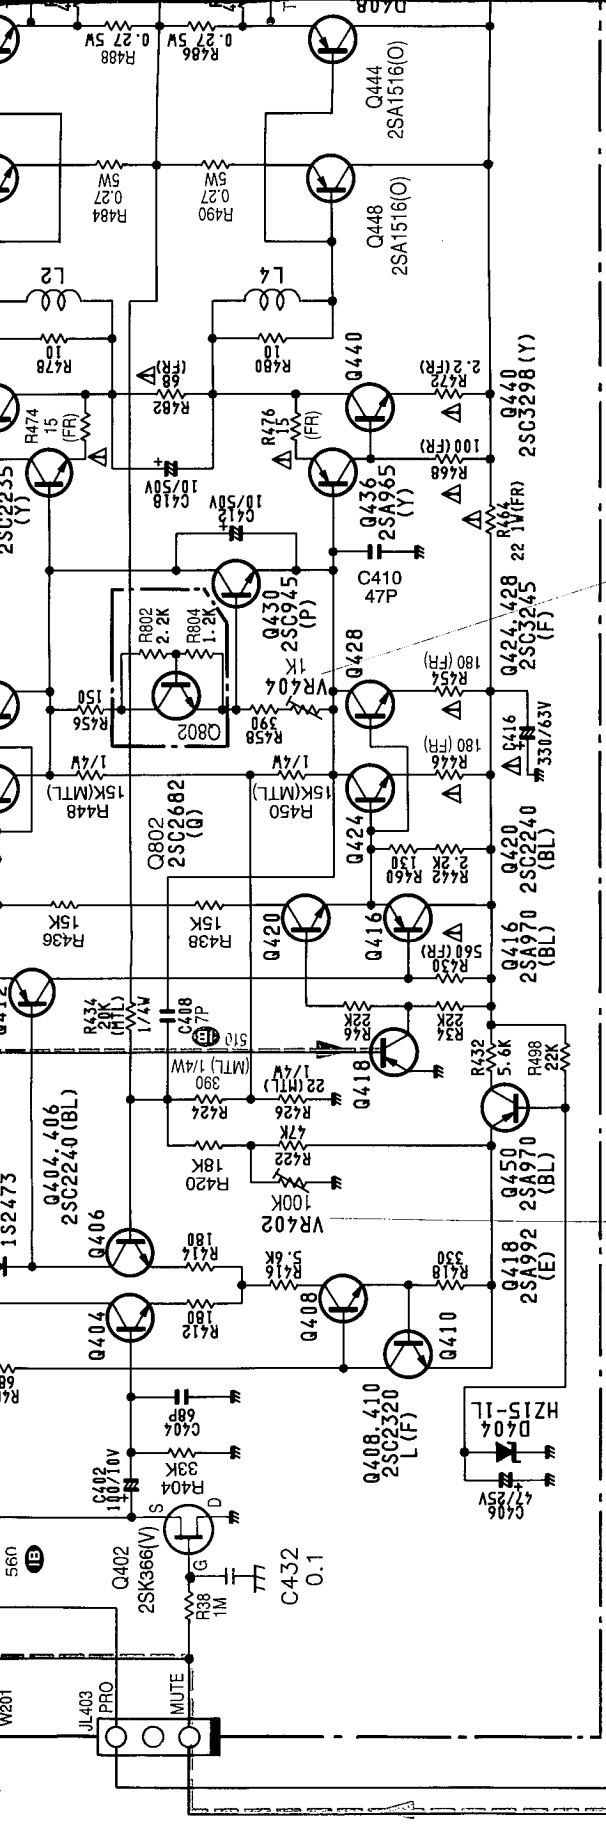 D408
0.27 5W
R488
0.27 5W
R486
Q444
2SA1516(O)
5W
0.27
R484
5W
0.27
R490
Q448
2SA1516(O)
L2
L4
10
R478
10
R480
68
(FR)
R482
Q440
2.2(FR)
R472
Q440
2SC3298(Y)
R474
15
(FR)
R476
15
(FR)
100(FR)
R468
2SC2235
(Y)
C418
10/50V
C412
10/50V
Q436
2SA965
(Y)
R464
22 1W(FR)
C410
47P
R802
2.2K
R804
1.2K
Q430
2SC945
(P)
Q424.428
2SC3245
(F)
1K
VR404
Q428
180 (FR)
R454
150
R456
Q802
390
R458
C416
330/63V
1/4W
15K(MTL)
R448
1/4W
15K(MTL)
R450
180 (FR)
R446
Q802
2SC2682
(Q)
Q424
130
R460
2.2K
R442
Q420
2SC2240
(BL)
15K
R436
15K
R438
Q420
Q416
560(FR)
R430
Q416
2SA970
(BL)
Q412
R434
20K
(MTL)
1/4W
C408
7P
510
22K
R46
22K
R34
(MTL) 1/4W
390
R424
1/4W
22(MTL)
R426
Q418
R432
5.6K
R498
22K
Q404.406
2SC2240(BL)
18K
R420
47K
R422
100K
VR402
Q450
2SA970
(BL)
1S2473
Q406
180
R414
5.6K
R416
330
R418
Q418
2SA992
(E)
Q404
180
R412
Q408
Q410
68P
C404
33K
R404
Q408.410
2SC2320
L(F)
HZ15-1L
D404
C402
100/10V
S
D
C406
47/25V
560
IB
Q402
2SK366(V)
G
C432
0.1
R38
1M
W201
JL403
PRO
MUTE